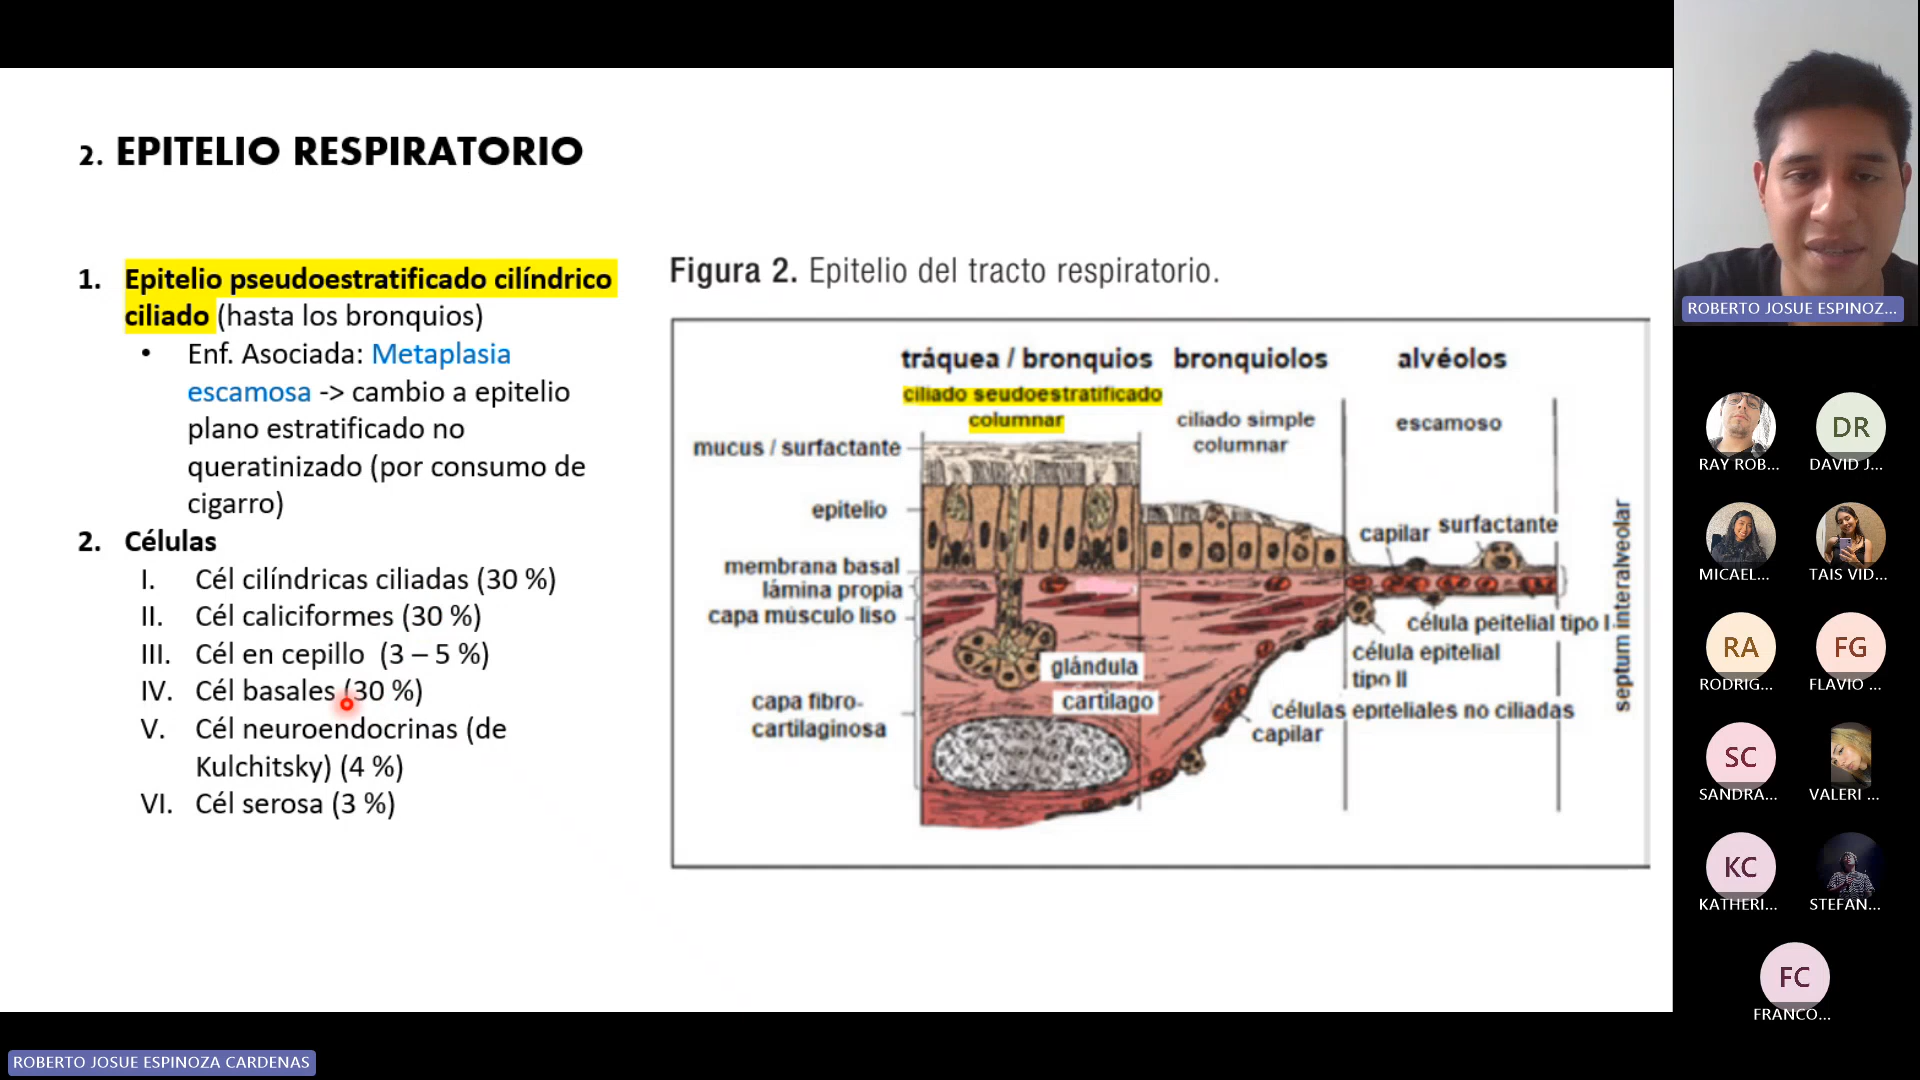 2. EPITELIO RESPIRATORIO
1. Epitelio pseudoestratificado cilíndrico
ciliado (hasta los bronquios)
• Enf. Asociada: Metaplasia
escamosa -> cambio a epitelio
plano estratificado no
queratinizado (por consumo de
cigarro)
2. Células
I. Cél cilíndricas ciliadas (30 %)
II. Cél caliciformes (30 %)
III. Cél en cepillo (3 – 5 %)
IV. Cél basales (30 %)
V. Cél neuroendocrinas (de
Kulchitsky) (4 %)
VI. Cél serosa (3 %)
Figura 2. Epitelio del tracto respiratorio.
tráquea / bronquios
ciliado seudoestratificado
columnar
bronquiolos
ciliado simple
columnar
alvéolos
escamoso
mucus / surfactante
epitelio
membrana basal
lámina propia
capa músculo liso
capa fibro-
cartilaginosa
glándula
cartílago
capilar
surfactante
célula peitelial tipo I
célula epitelial
tipo II
células epiteliales no ciliadas
capilar
septum interalveolar
ROBERTO JOSUE ESPINOZ...
RAY ROB...
DR
DAVID J...
MICAEL...
TAIS VID...
RA
RODRIG...
FG
FLAVIO ...
SC
SANDRA...
VALERI ...
KC
KATHERI...
STEFAN...
FC
FRANCO...
ROBERTO JOSUE ESPINOZA CARDENAS